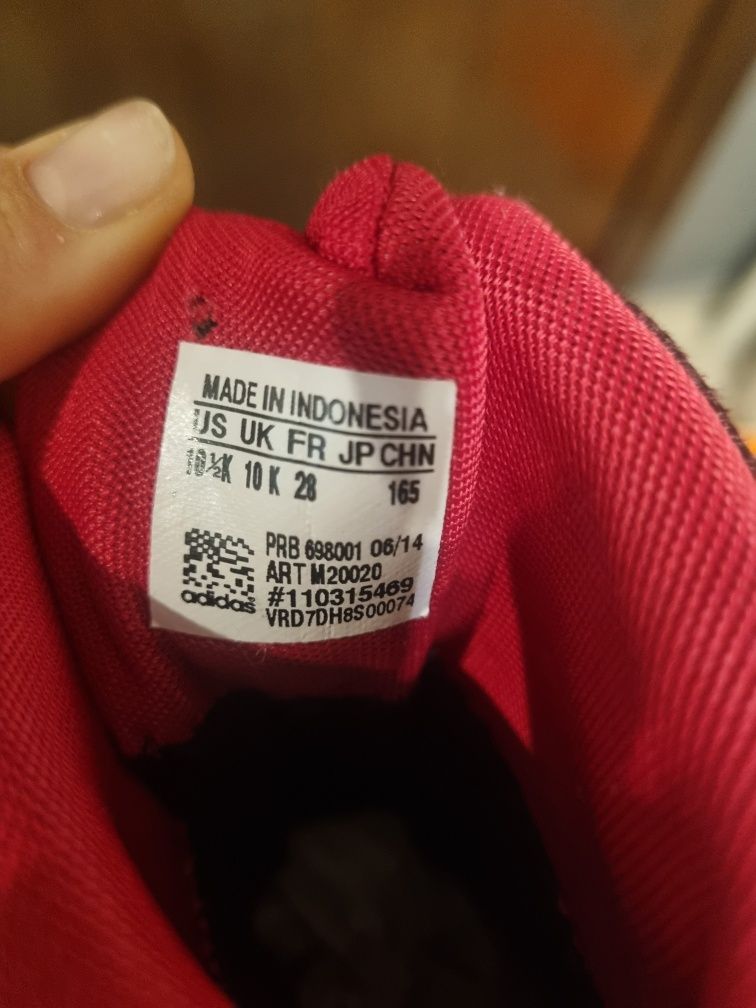 MADE IN INDONESIA
US UK FR JP CHN
10½K 10 K 28 165
PRB 698001 06/14
ART M20020
#110315469
adidas
VRD7DH8S00074